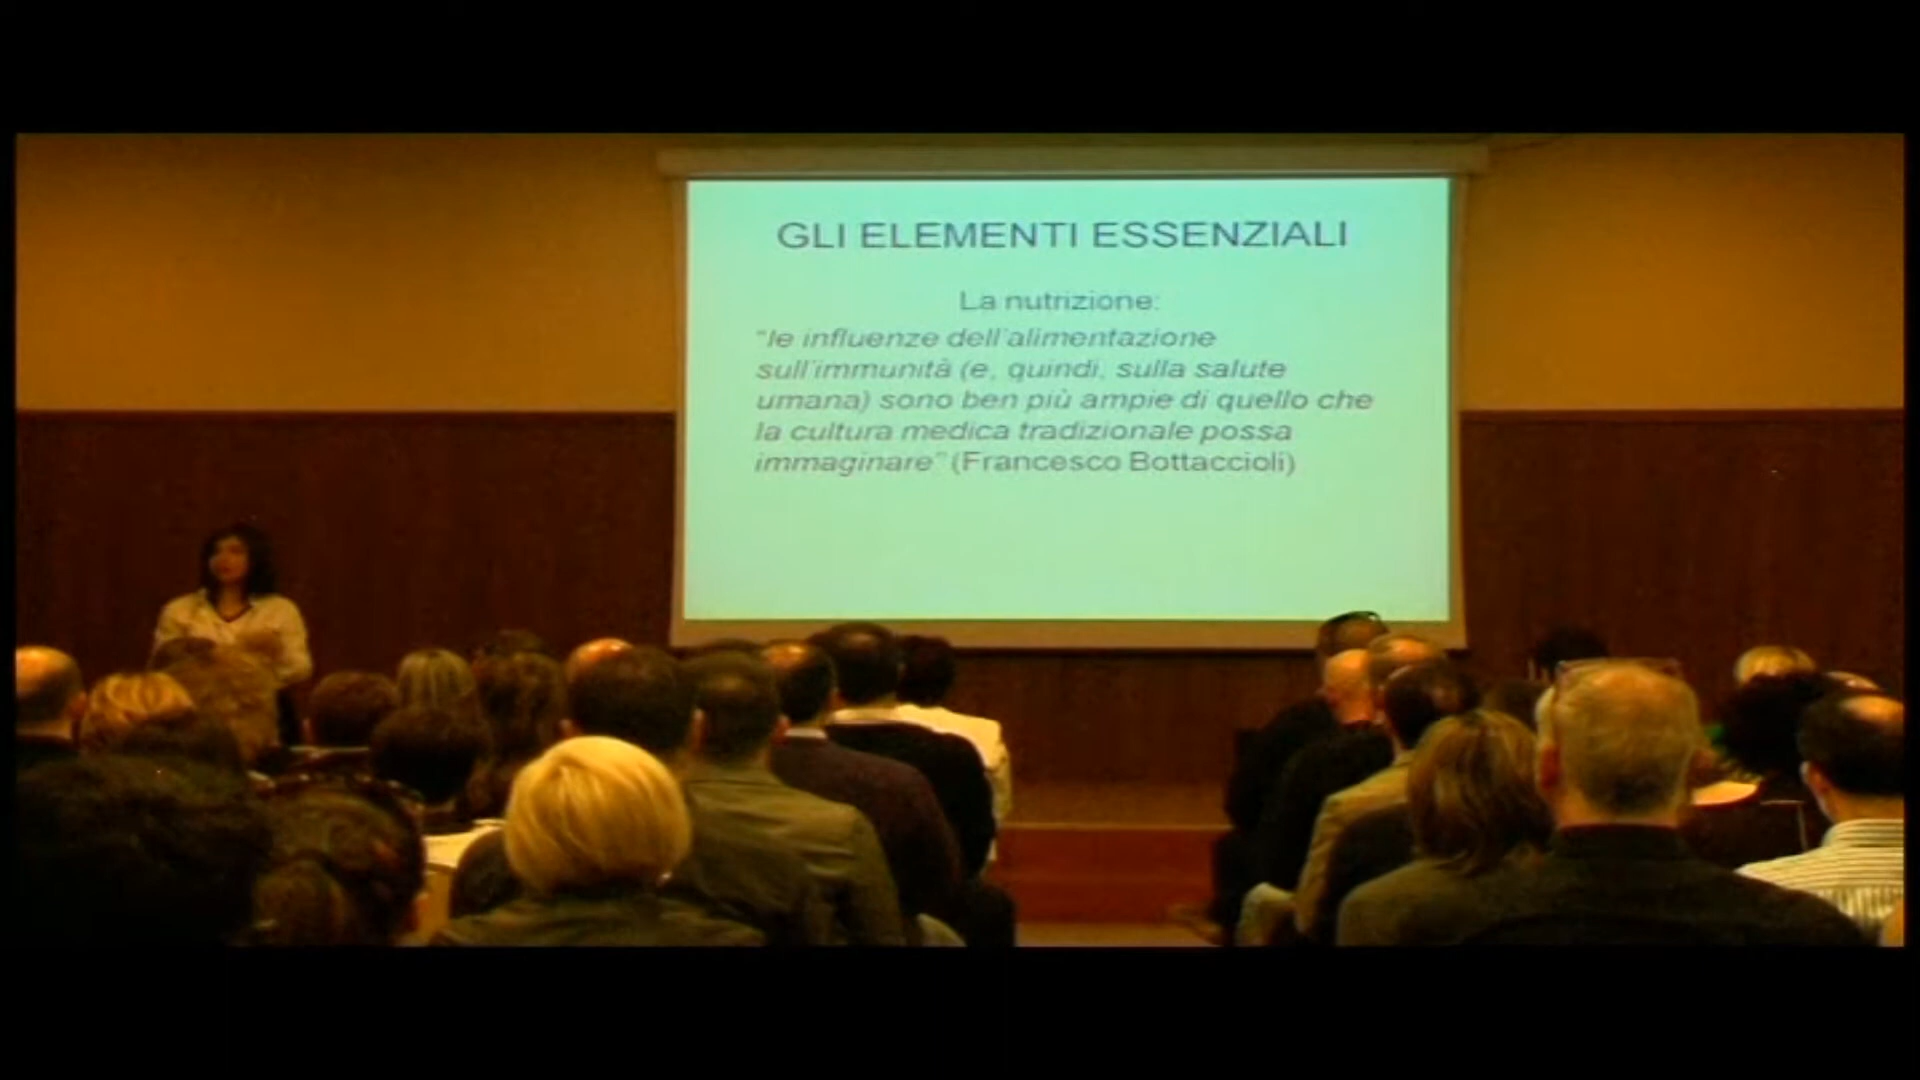 GLI ELEMENTI ESSENZIALI
La nutrizione:
"le influenze dell'alimentazione
sull'immunità (e, quindi, sulla salute
umana) sono ben più ampie di quello che
la cultura medica tradizionale possa
immaginare" (Francesco Bottaccioli)